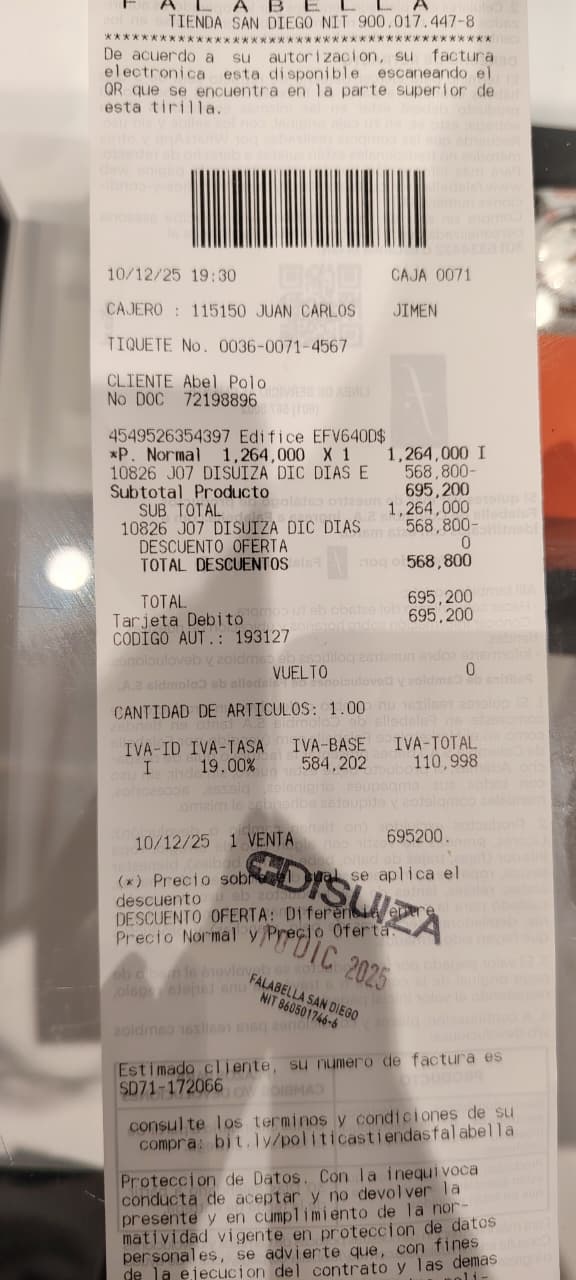 FALABELLA
TIENDA SAN DIEGO NIT 900.017.447-8
****************************************
De acuerdo a su autorizacion, su factura
electronica esta disponible escaneando el
QR que se encuentra en la parte superior de
esta tirilla.
10/12/25 19:30 CAJA 0071
CAJERO : 115150 JUAN CARLOS JIMEN
TIQUETE No. 0036-0071-4567
CLIENTE Abel Polo
No DOC 72198896
4549526354397 Edifice EFV640D$
*P. Normal 1,264,000 X 1 1,264,000 I
10826 J07 DISUIZA DIC DIAS E 568,800-
Subtotal Producto 695,200
SUB TOTAL 1,264,000
10826 J07 DISUIZA DIC DIAS 568,800-
DESCUENTO OFERTA 0
TOTAL DESCUENTOS 568,800
TOTAL 695,200
Tarjeta Debito 695,200
CODIGO AUT.: 193127
VUELTO 0
CANTIDAD DE ARTICULOS: 1.00
IVA-ID IVA-TASA IVA-BASE IVA-TOTAL
I 19.00% 584,202 110,998
10/12/25 1 VENTA 695200.
(*) Precio sobre el cual se aplica el
descuento
DESCUENTO OFERTA: Diferencia entre
Precio Normal y Precio Oferta.
DISUIZA
10 DIC 2025
FALABELLA SAN DIEGO
NIT 860501746-6
Estimado cliente, su numero de factura es
SD71-172066
consulte los terminos y condiciones de su
compra: bit.ly/politicastiendasfalabella
Proteccion de Datos. Con la inequivoca
conducta de aceptar y no devolver la
presente y en cumplimiento de la nor-
matividad vigente en proteccion de datos
personales, se advierte que, con fines
de la ejecucion del contrato y las demas